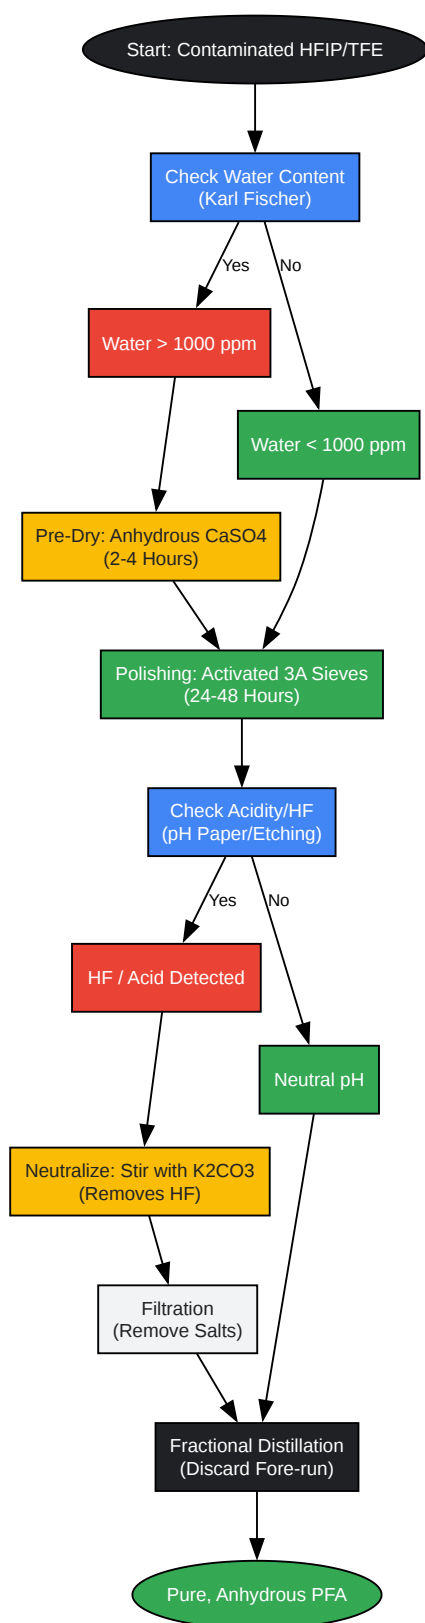 Start: Contaminated HFIP/TFE
Check Water Content
(Karl Fischer)
Yes
No
Water > 1000 ppm
Water < 1000 ppm
Pre-Dry: Anhydrous CaSO4
(2-4 Hours)
Polishing: Activated 3A Sieves
(24-48 Hours)
Check Acidity/HF
(pH Paper/Etching)
Yes
No
HF / Acid Detected
Neutral pH
Neutralize: Stir with K2CO3
(Removes HF)
Filtration
(Remove Salts)
Fractional Distillation
(Discard Fore-run)
Pure, Anhydrous PFA